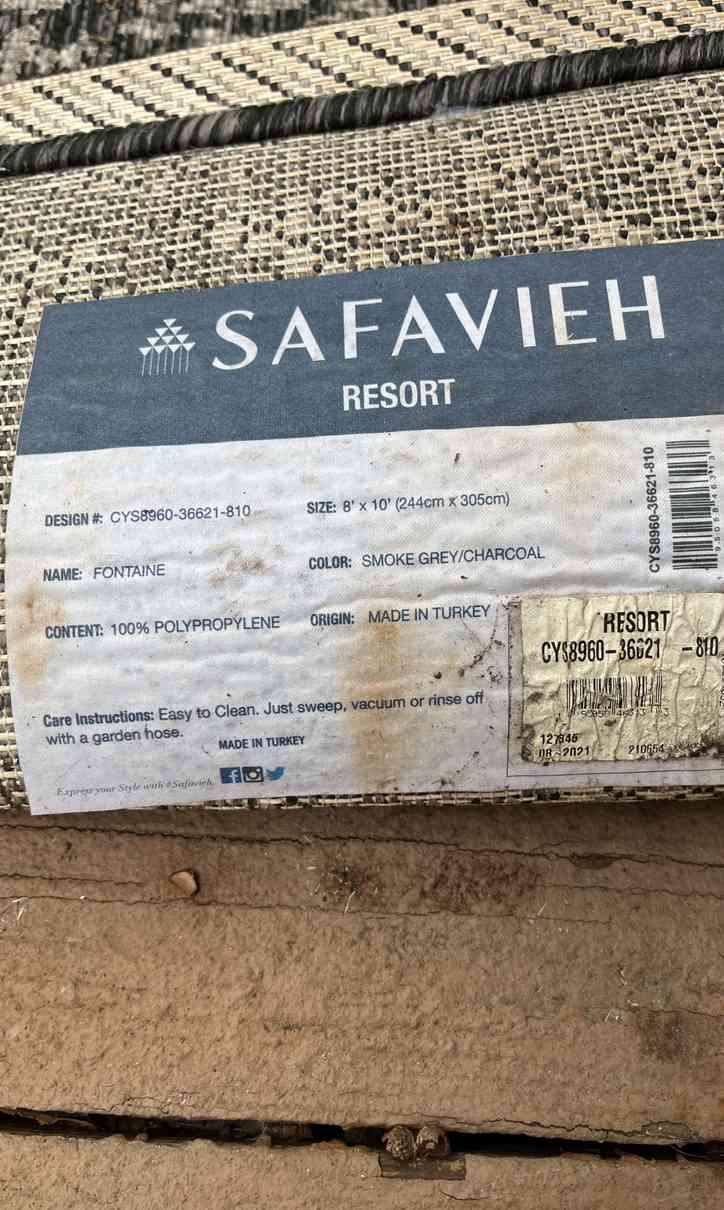 SAFAVIEH
RESORT
DESIGN #: CYS8960-36621-810
SIZE: 8' x 10' (244cm x 305cm)
NAME: FONTAINE
COLOR: SMOKE GREY/CHARCOAL
CONTENT: 100% POLYPROPYLENE
ORIGIN: MADE IN TURKEY
Care Instructions: Easy to Clean. Just sweep, vacuum or rinse off
with a garden hose.
MADE IN TURKEY
Express your Style with #Safavieh.
CYS8960-36621-810
RESORT
CYS8960-36621 -810
127346
08-2021 210654